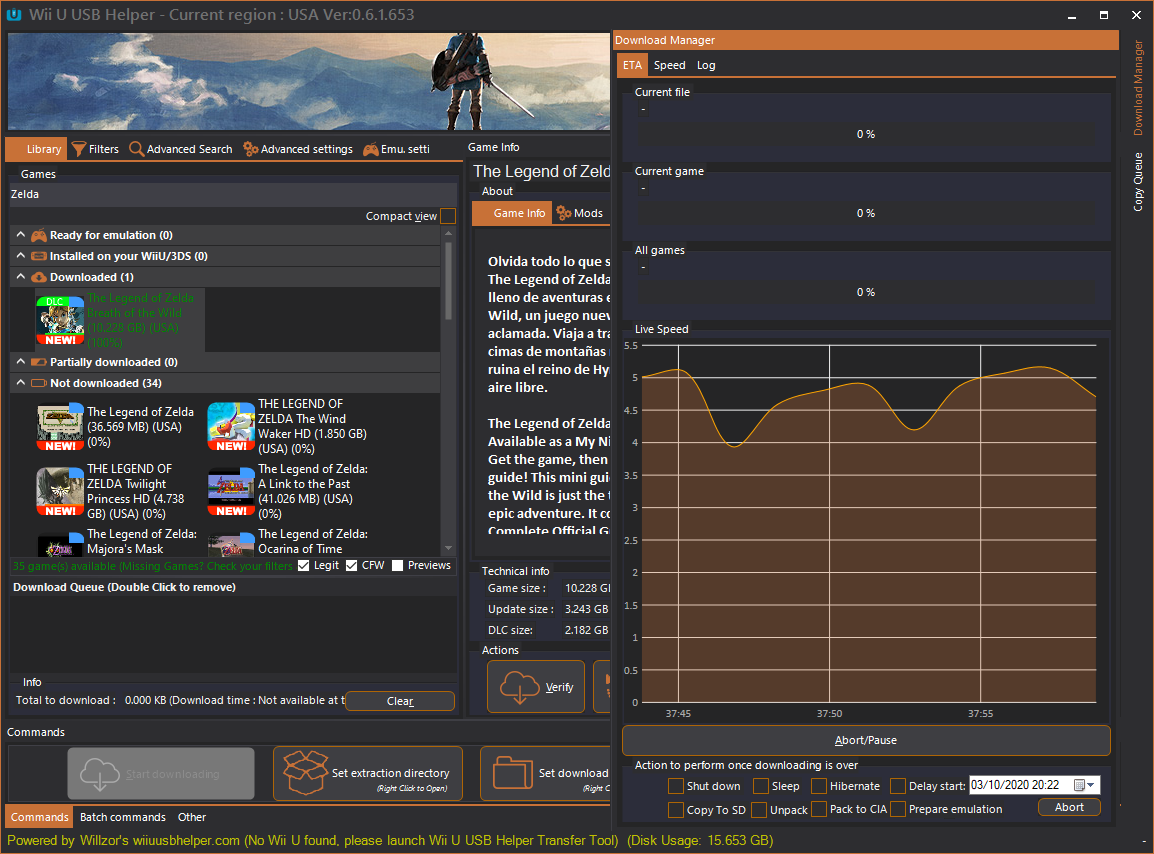 Wii U USB Helper - Current region : USA Ver:0.6.1.653
Library
Filters
Advanced Search
Advanced settings
Emu. setti
Games
Zelda
Compact view
Ready for emulation (0)
Installed on your WiiU/3DS (0)
Downloaded (1)
DLC
NEW!
The Legend of Zelda
Breath of the Wild
(10.228 GB) (USA)
(100%)
Partially downloaded (0)
Not downloaded (34)
NEW!
The Legend of Zelda
(36.569 MB) (USA)
(0%)
NEW!
THE LEGEND OF
ZELDA The Wind
Waker HD (1.850 GB)
(USA) (0%)
NEW!
THE LEGEND OF
ZELDA Twilight
Princess HD (4.738
GB) (USA) (0%)
NEW!
The Legend of Zelda:
A Link to the Past
(41.026 MB) (USA)
(0%)
The Legend of Zelda:
Majora's Mask
The Legend of Zelda:
Ocarina of Time
35 game(s) available (Missing Games? Check your filters
Legit
CFW
Previews
Download Queue (Double Click to remove)
Info
Total to download : 0.000 KB (Download time : Not available at t
Clear
Game Info
The Legend of Zeld
About
Game Info
Mods
Olvida todo lo que s
The Legend of Zelda
lleno de aventuras e
Wild, un juego nuev
aclamada. Viaja a tra
cimas de montañas
ruina el reino de Hy
aire libre.
The Legend of Zelda
Available as a My Ni
Get the game, then
guide! This mini gui
the Wild is just the t
epic adventure. It co
Complete Official G
Technical info
Game size : 10.228 GI
Update size : 3.243 GB
DLC size: 2.182 GB
Actions
Verify
Commands
Start downloading
Set extraction directory
(Right Click to Open)
Set download
(Right C
Commands
Batch commands
Other
Powered by Willzor's wiiuusbhelper.com (No Wii U found, please launch Wii U USB Helper Transfer Tool) (Disk Usage: 15.653 GB)
Download Manager
ETA
Speed
Log
Current file
-
0 %
Current game
-
0 %
All games
-
0 %
Live Speed
5.5
5
4.5
4
3.5
3
2.5
2
1.5
1
0.5
0
37:45
37:50
37:55
Abort/Pause
Action to perform once downloading is over
Shut down
Sleep
Hibernate
Delay start:
03/10/2020 20:22
Copy To SD
Unpack
Pack to CIA
Prepare emulation
Abort
Download Manager
Copy Queue